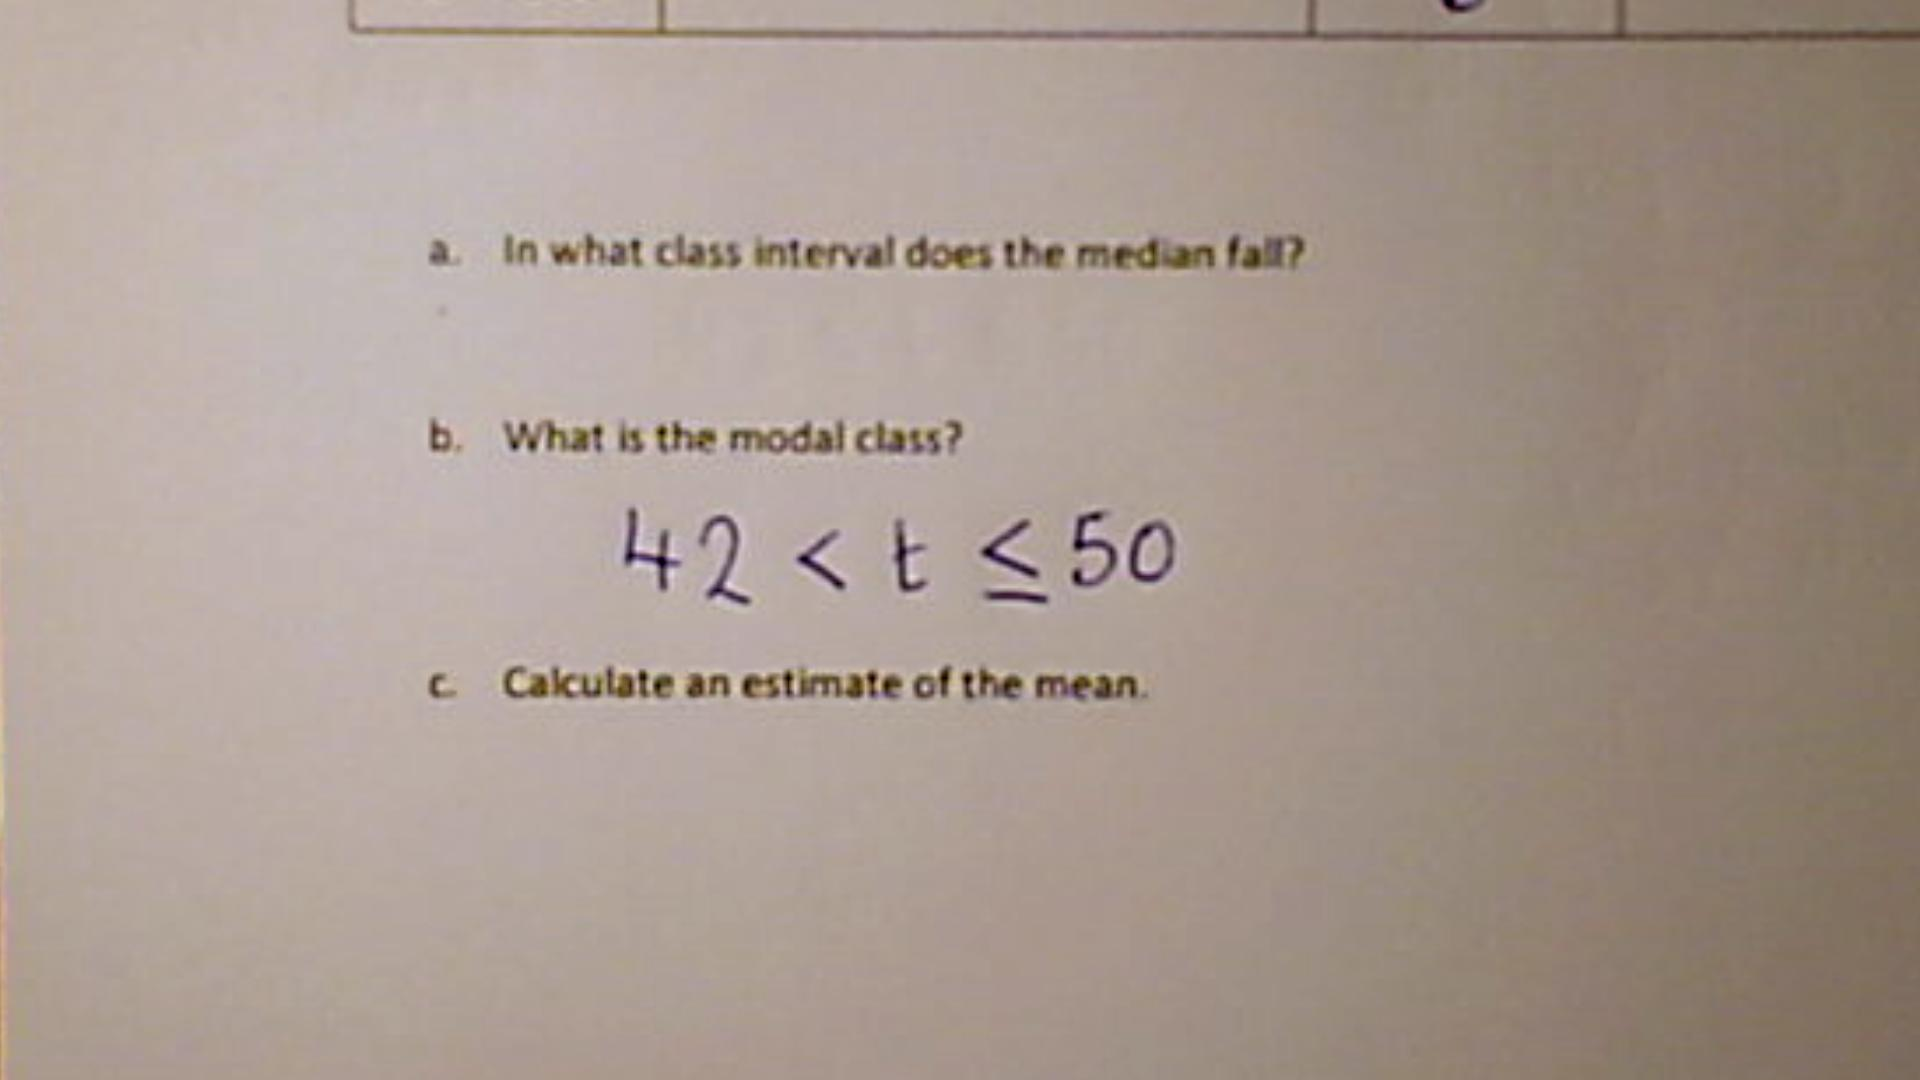 a. In what class interval does the median fall?
b. What is the modal class?
42 < t ≤ 50
c. Calculate an estimate of the mean.